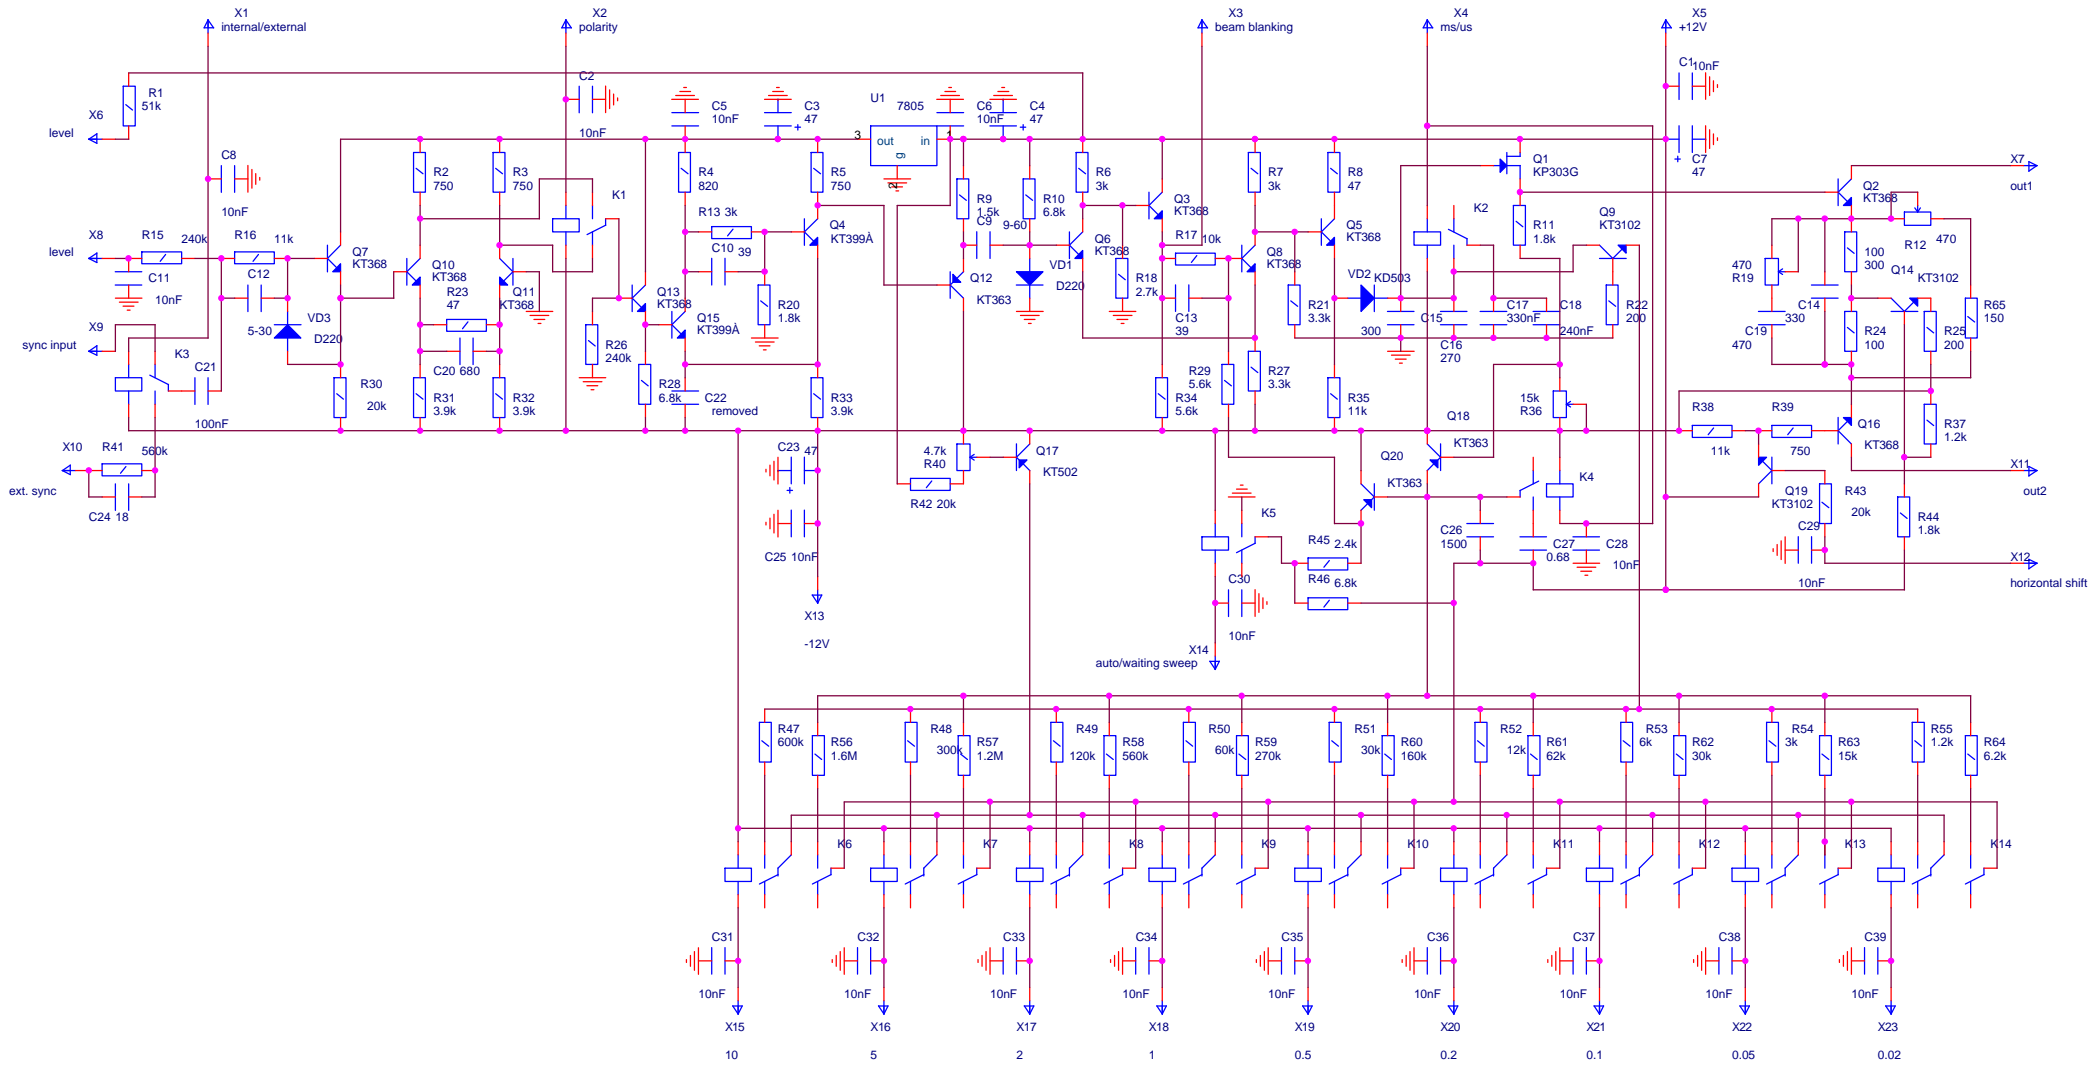 X1
internal/external
X2
polarity
X3
beam blanking
X4
ms/us
X5
+12V
R1
51k
X6
level
C2
10nF
C5
10nF
C3
47
+
U1
7805
3
out
in
1
g
2
C6
10nF
C4
47
+
C1
10nF
C7
47
+
C8
10nF
R2
750
R3
750
K1
R4
820
R5
750
R9
1.5k
R10
6.8k
R6
3k
Q3
KT368
R7
3k
R8
47
Q1
KP303G
Q2
KT368
X7
out1
X8
level
R15
240k
R16
11k
C11
10nF
C12
5-30
Q7
KT368
VD3
D220
Q10
KT368
R23
47
Q11
KT368
C20
680
R13 3k
C10
39
Q4
KT399À
Q13
KT368
Q15
KT399À
R20
1.8k
R26
240k
C9
9-60
Q12
KT363
VD1
D220
Q6
KT368
R18
2.7k
R17
10k
C13
39
Q8
KT368
R21
3.3k
Q5
KT368
VD2
KD503
300
C15
C16
270
K2
C17
330nF
C18
240nF
R11
1.8k
Q9
KT3102
R22
200
R12
470
470
R19
C14
330
C19
470
100
300
Q14
KT3102
R24
100
R25
200
R65
150
X9
sync input
K3
C21
100nF
R30
20k
R31
3.9k
R32
3.9k
R28
6.8k
C22
removed
R33
3.9k
R29
5.6k
R34
5.6k
R27
3.3k
R35
11k
15k
R36
R38
11k
R39
750
Q16
KT368
R37
1.2k
X10
ext. sync
R41
560k
C24 18
C23
47
+
C25 10nF
4.7k
R40
R42 20k
Q17
KT502
Q18
KT363
Q20
KT363
K4
K5
C26
1500
C27
0.68
C28
10nF
R45
2.4k
R46
6.8k
C30
10nF
Q19
KT3102
R43
20k
C29
10nF
R44
1.8k
X11
out2
X12
horizontal shift
X13
-12V
X14
auto/waiting sweep
R47
600k
R56
1.6M
R48
300k
R57
1.2M
R49
120k
R58
560k
R50
60k
R59
270k
R51
30k
R60
160k
R52
12k
R61
62k
R53
6k
R62
30k
R54
3k
R63
15k
R55
1.2k
R64
6.2k
K6
K7
K8
K9
K10
K11
K12
K13
K14
C31
C32
C33
C34
C35
C36
C37
C38
C39
10nF
10nF
10nF
10nF
10nF
10nF
10nF
10nF
10nF
X15
X16
X17
X18
X19
X20
X21
X22
X23
10
5
2
1
0.5
0.2
0.1
0.05
0.02